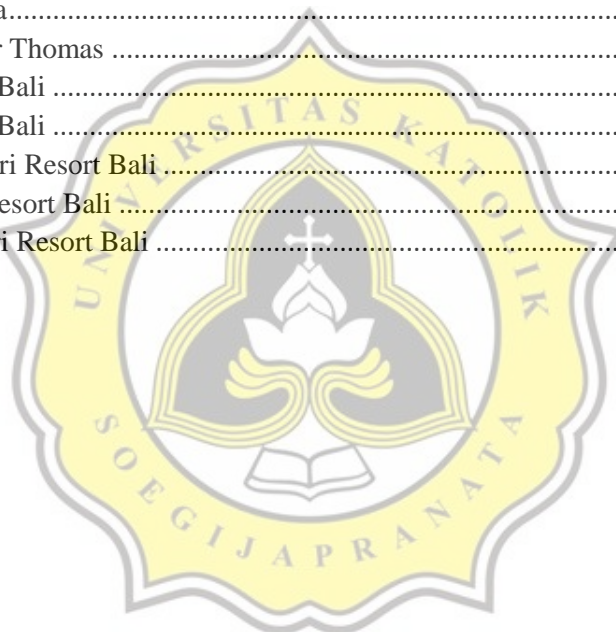 a..........................................................................................
r Thomas ..........................................................................
Bali ....................................................................................
Bali ....................................................................................
ri Resort Bali ....................................................................
esort Bali ..........................................................................
i Resort Bali .....................................................................
UNIVERSITAS KATOLIK
SOEGIJAPRANATA